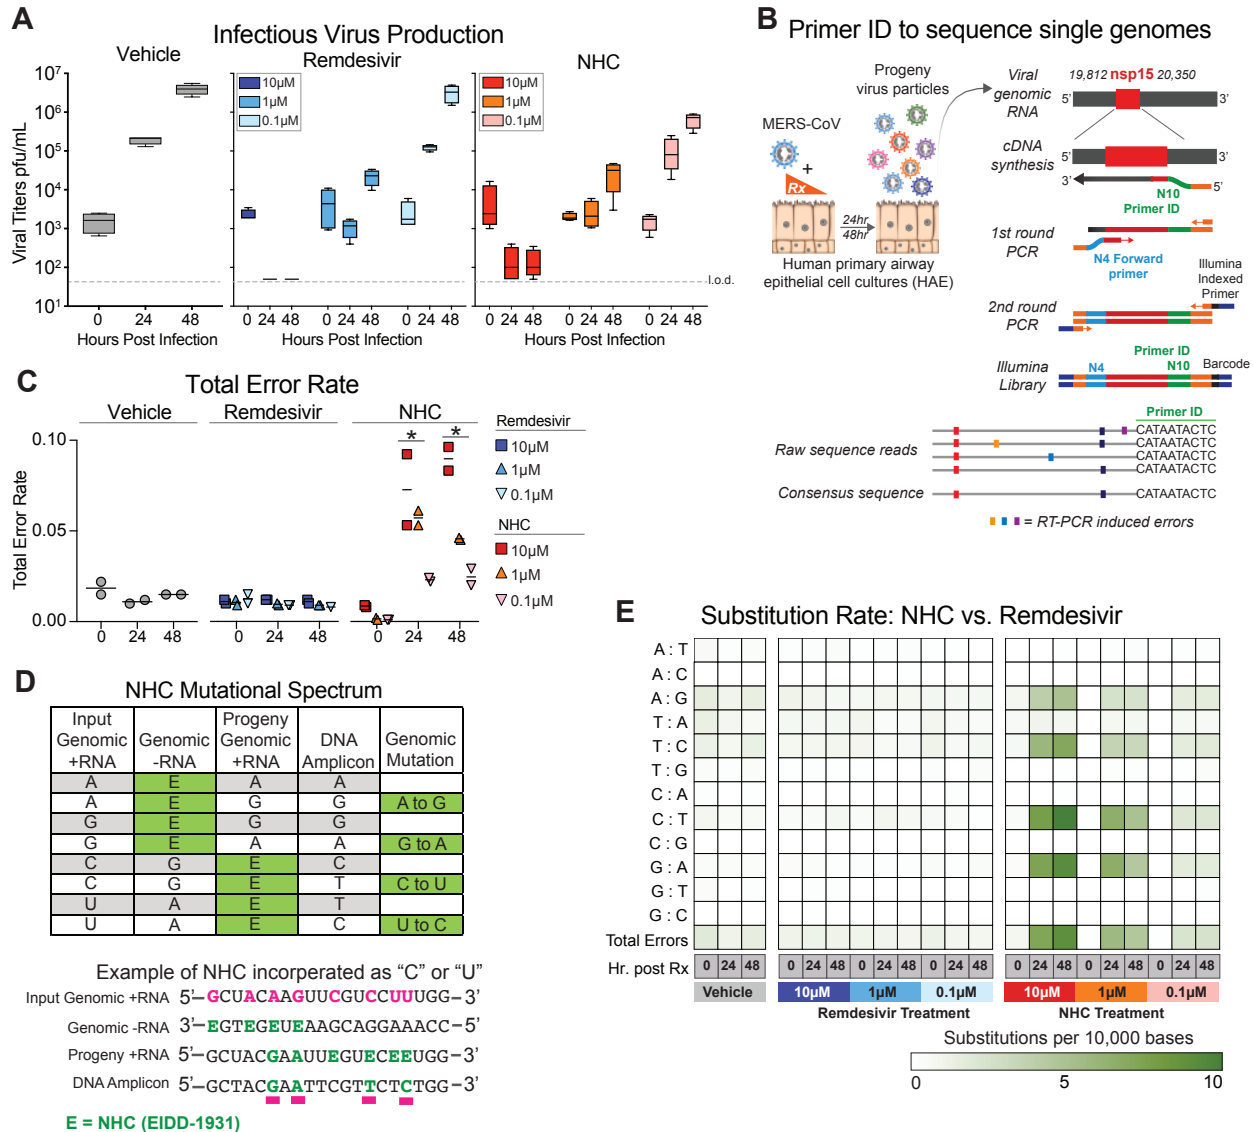 A
Infectious Virus Production
Vehicle
Remdesivir
NHC
Viral Titers pfu/mL
10⁷
10⁶
10⁵
10⁴
10³
10²
10¹
10µM
1µM
0.1µM
10µM
1µM
0.1µM
l.o.d.
0 24 48
0 24 48 0 24 48 0 24 48
0 24 48 0 24 48 0 24 48
Hours Post Infection
Hours Post Infection
Hours Post Infection
B
Primer ID to sequence single genomes
Progeny
virus particles
MERS-CoV
+
Rx
24hr
48hr
Human primary airway
epithelial cell cultures (HAE)
Viral
genomic
RNA
19,812 nsp15 20,350
5' 3'
cDNA
synthesis
5' 3'
3' 5'
N10
Primer ID
1st round
PCR
N4 Forward
primer
Illumina
Indexed
Primer
2nd round
PCR
Illumina
Library
N4
Primer ID
N10
Barcode
Primer ID
Raw sequence reads
CATAATACTC
CATAATACTC
CATAATACTC
CATAATACTC
Consensus sequence
CATAATACTC
= RT-PCR induced errors
C
Total Error Rate
Vehicle
Remdesivir
NHC
Total Error Rate
0.10
0.05
0.00
* *
0 24 48
0 24 48
0 24 48
Remdesivir
10µM
1µM
0.1µM
NHC
10µM
1µM
0.1µM
D
NHC Mutational Spectrum
Input Genomic +RNA Genomic -RNA Progeny Genomic +RNA DNA Amplicon Genomic Mutation
A E A A
A E G G A to G
G E G G
G E A A G to A
C G E C
C G E T C to U
U A E T
U A E C U to C
Example of NHC incorperated as “C” or “U”
Input Genomic +RNA 5'–GCUACAAGUUCGUCCUUUGG–3'
Genomic -RNA 3'–EGTEGEUEAAGCAGGAAACC–5'
Progeny +RNA 5'–GCUACGAAUUEGUECEEUGG–3'
DNA Amplicon 5'–GCTACGAATTCGTTCTCTGG–3'
E = NHC (EIDD-1931)
E
Substitution Rate: NHC vs. Remdesivir
A : T
A : C
A : G
T : A
T : C
T : G
C : A
C : T
C : G
G : A
G : T
G : C
Total Errors
Hr. post Rx 0 24 48 0 24 48 0 24 48 0 24 48 0 24 48 0 24 48 0 24 48
Vehicle 10µM 1µM 0.1µM 10µM 1µM 0.1µM
Remdesivir Treatment NHC Treatment
Substitutions per 10,000 bases
0 5 10